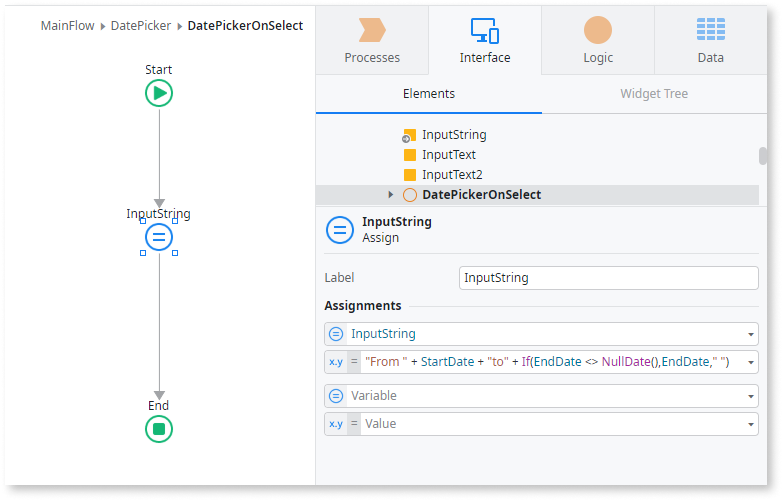 MainFlow DatePicker DatePickerOnSelect
Start
InputString
End
Processes
Interface
Logic
Data
Elements
Widget Tree
InputString
InputText
InputText2
DatePickerOnSelect
InputString
Assign
Label
InputString
Assignments
InputString
x.y = "From " + StartDate + "to" + If(EndDate <> NullDate(),EndDate," ")
Variable
x.y = Value